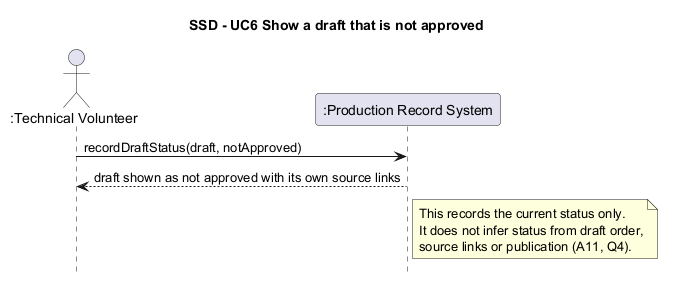 SSD - UC6 Show a draft that is not approved
:Technical Volunteer
:Production Record System
recordDraftStatus(draft, notApproved)
draft shown as not approved with its own source links
This records the current status only.
It does not infer status from draft order,
source links or publication (A11, Q4).